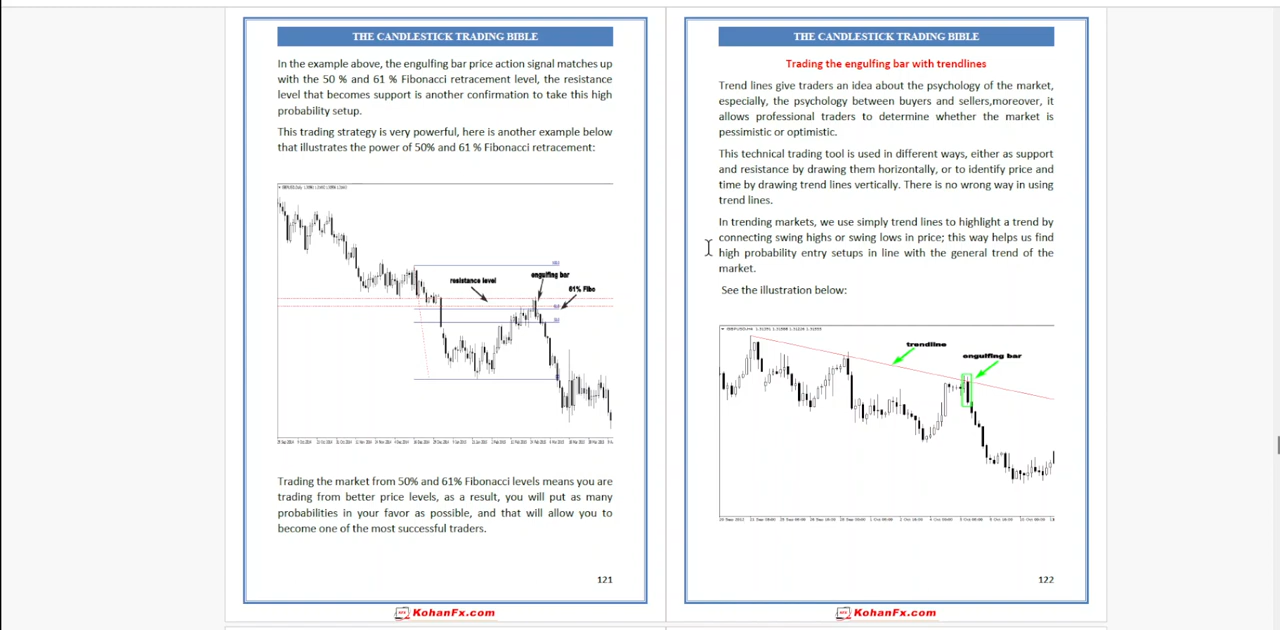 THE CANDLESTICK TRADING BIBLE
In the example above, the engulfing bar price action signal matches up
with the 50 % and 61 % Fibonacci retracement level, the resistance
level that becomes support is another confirmation to take this high
probability setup.
This trading strategy is very powerful, here is another example below
that illustrates the power of 50% and 61 % Fibonacci retracement:
resistance level
engulfing bar
61% Fibo
Trading the market from 50% and 61% Fibonacci levels means you are
trading from better price levels, as a result, you will put as many
probabilities in your favor as possible, and that will allow you to
become one of the most successful traders.
121
KohanFx.com
THE CANDLESTICK TRADING BIBLE
Trading the engulfing bar with trendlines
Trend lines give traders an idea about the psychology of the market,
especially, the psychology between buyers and sellers,moreover, it
allows professional traders to determine whether the market is
pessimistic or optimistic.
This technical trading tool is used in different ways, either as support
and resistance by drawing them horizontally, or to identify price and
time by drawing trend lines vertically. There is no wrong way in using
trend lines.
In trending markets, we use simply trend lines to highlight a trend by
connecting swing highs or swing lows in price; this way helps us find
high probability entry setups in line with the general trend of the
market.
See the illustration below:
trendline
engulfing bar
122
KohanFx.com